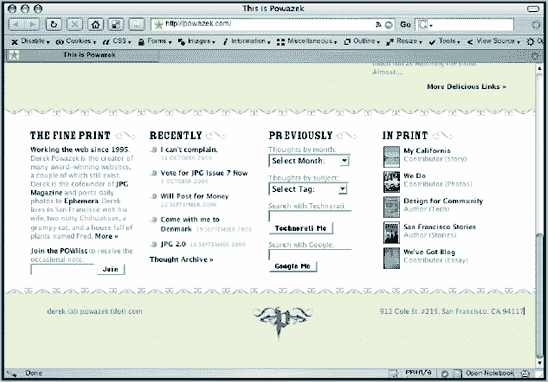 This is Powazek
http://powazek.com/
Go
Disable
Cookies
CSS
Forms
Images
Information
Miscellaneous
Outline
Resize
Tools
View Source
Op
This is Powazek
Almost....
More Delicious Links »
THE FINE PRINT
Working the web since 1995,
Derek Powazek is the creator of
many award-winning websites,
a couple of which still exist.
Derek is the cofounder of JPG
Magazine and posts daily
photos to Ephemera. Derek
lives in San Francisco with his
wife, two nutty Chihuahuas, a
grumpy cat, and a house full of
plants named Fred. More »
Join the POWlist to receive the
occasional note.
Join
RECENTLY
I can't complain.
11 OCTOBER 2006
Vote for JPG Issue 7 Now
5 OCTOBER 2006
Will Post for Money
22 SEPTEMBER 2006
Come with me to
Denmark 19 SEPTEMBER 2006
JPG 2.0 18 SEPTEMBER 2006
Thought Archive »
PREVIOUSLY
Thoughts by month:
Select Month:
Thoughts by subject:
Select Tag:
Search with Technorati:
Technorati Me
Search with Google:
Google Me
IN PRINT
My California
Contributor (Story)
We Do
Contributor (Photos)
Design for Community
Author (Tech)
San Francisco Stories
Author (Stories)
We've Got Blog
Contributor (Essay)
derek (at) powazek (dot) com
912 Cole St. #215, San Francisco, CA 94117
Done
Open Notebook